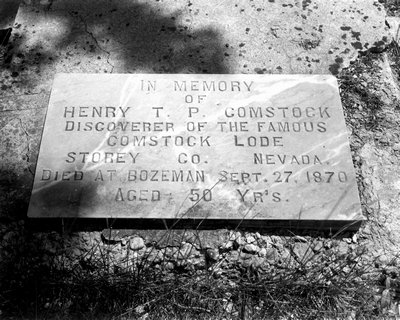 IN MEMORY
OF
HENRY T. P. COMSTOCK
DISCOVERER OF THE FAMOUS
COMSTOCK LODE
STOREY CO. NEVADA.
DIED AT BOZEMAN SEPT. 27, 1870
AGED 50 YR'S.